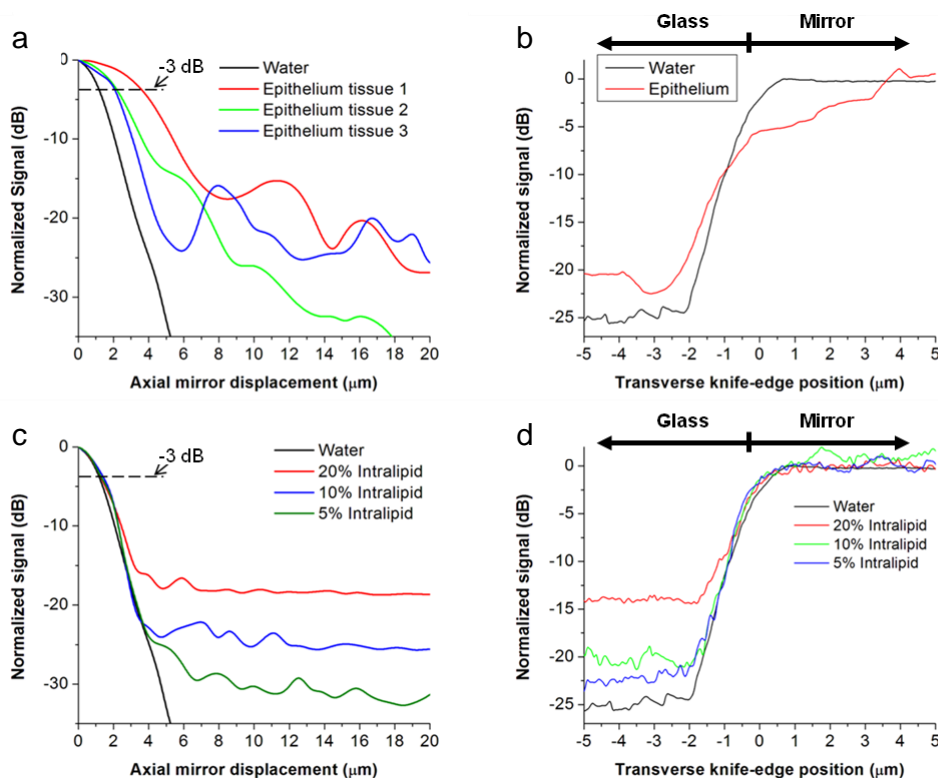 a
0
-10
-20
-30
Normalized Signal (dB)
-3 dB
Water
Epithelium tissue 1
Epithelium tissue 2
Epithelium tissue 3
0 2 4 6 8 10 12 14 16 18 20
Axial mirror displacement (μm)
b
Glass Mirror
0
-5
-10
-15
-20
-25
Normalized signal (dB)
Water
Epithelium
-5 -4 -3 -2 -1 0 1 2 3 4 5
Transverse knife-edge position (μm)
c
0
-10
-20
-30
Normalized signal (dB)
-3 dB
Water
20% Intralipid
10% Intralipid
5% Intralipid
0 2 4 6 8 10 12 14 16 18 20
Axial mirror displacement (μm)
d
Glass Mirror
0
-5
-10
-15
-20
-25
Normalized signal (dB)
Water
20% Intralipid
10% Intralipid
5% Intralipid
-5 -4 -3 -2 -1 0 1 2 3 4 5
Transverse knife-edge position (μm)